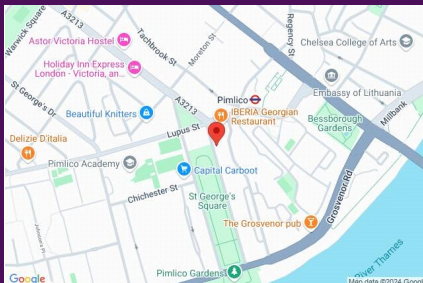 Warwick Square
A3213
Tachbrook St
Moreton St
Regency St
Astor Victoria Hostel
Chelsea College of Arts
Holiday Inn Express
London - Victoria, an...
St George's Dr
A3213
Pimlico
Embassy of Lithuania
Millbank
Beautiful Knitters
IBERIA Georgian
Restaurant
Bessborough
Gardens
Lupus St
Delizie D'italia
Pimlico Academy
Capital Carboot
Chichester St
St George's
Square
Grosvenor Rd
The Grosvenor pub
River Thames
Pimlico Gardens
Google
Map data ©2024 Google